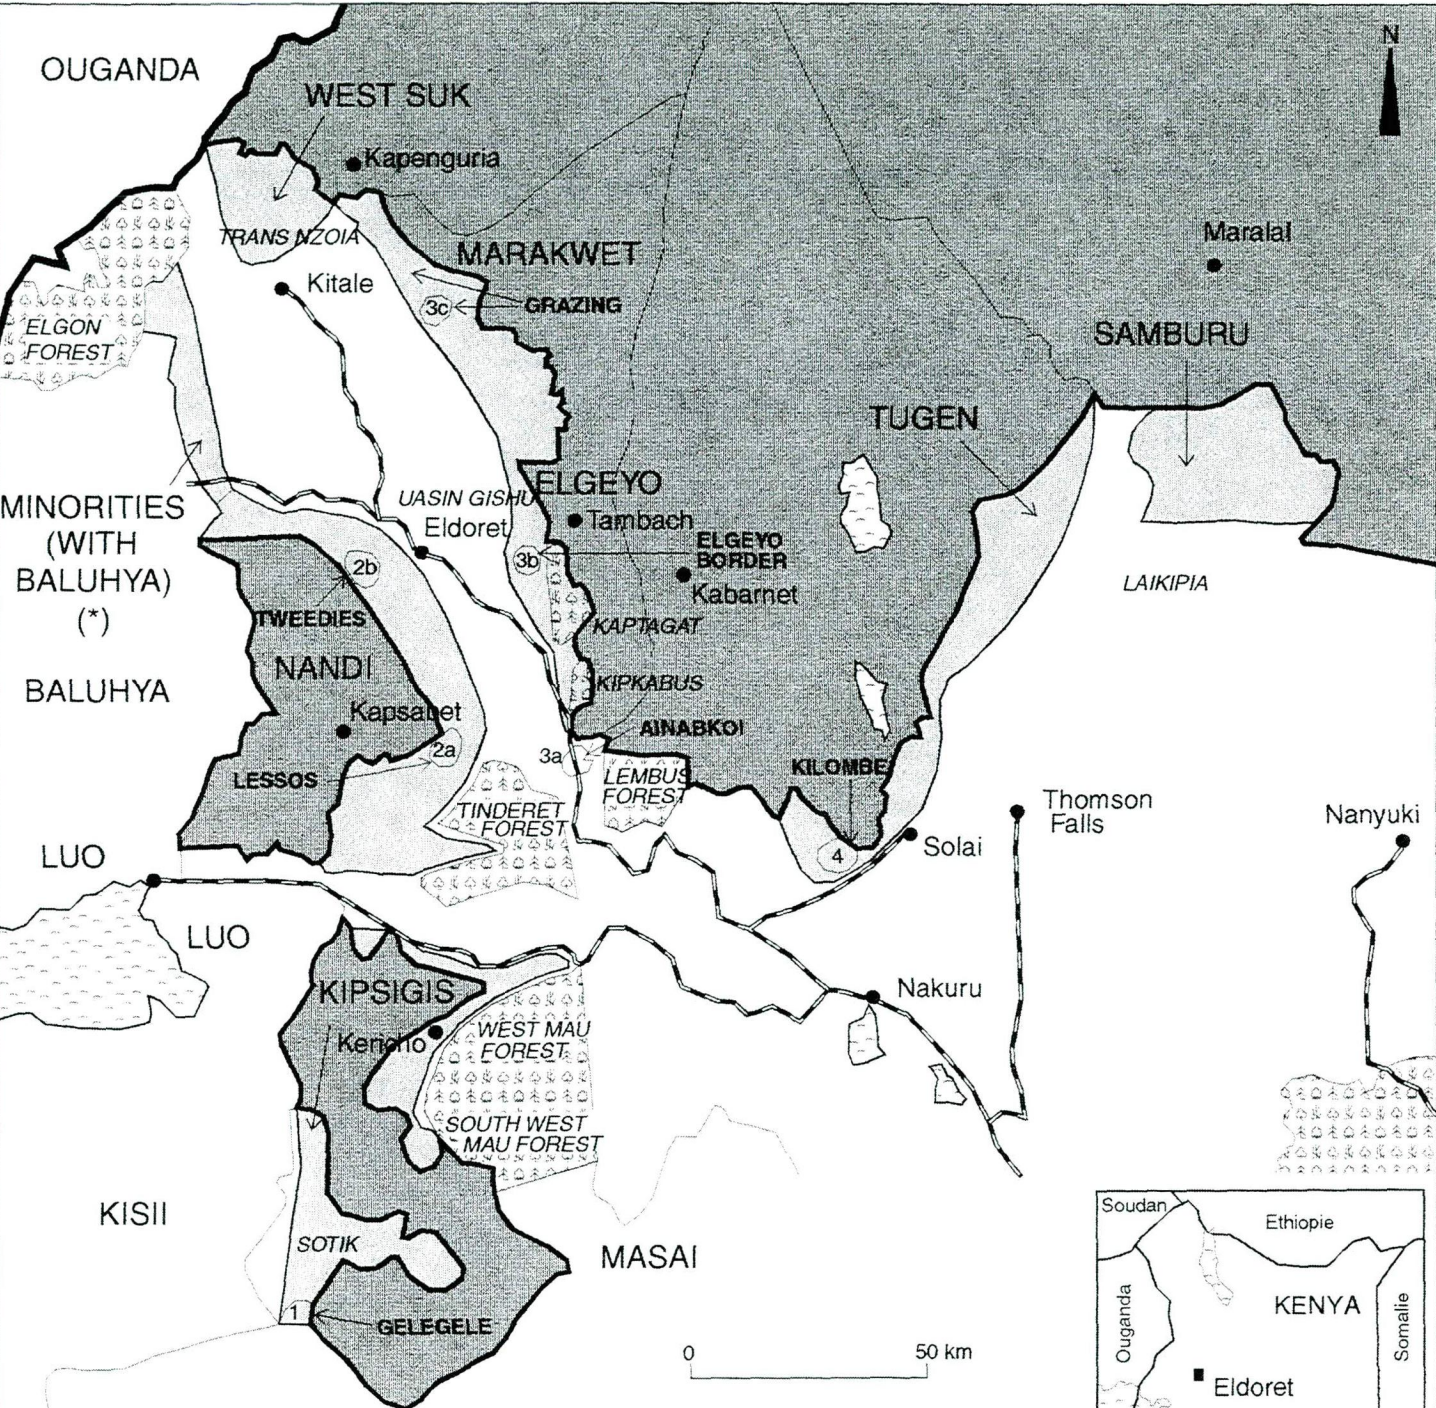 N
OUGANDA
WEST SUK
Kapenguria
TRANS NZOIA
MARAKWET
Maralal
Kitale
3c
GRAZING
ELGON
FOREST
SAMBURU
TUGEN
MINORITIES
(WITH
BALUHYA)
(*)
UASIN GISHU
ELGEYO
Eldoret
Tambach
ELGEYO
BORDER
2b
3b
Kabarnet
LAIKIPIA
TWEEDIES
KAPTAGAT
NANDI
BALUHYA
KIPKABUS
Kapsabet
AINABKOI
2a
3a
LESSOS
KILOMBE
LEMBUS
FOREST
TINDERET
FOREST
Thomson
Falls
Nanyuki
LUO
4
Solai
LUO
KIPSIGIS
Nakuru
Kericho
WEST MAU
FOREST
SOUTH WEST
MAU FOREST
KISII
SOTIK
MASAI
1
GELEGELE
0 50 km
Soudan
Ethiopie
Ouganda
KENYA
Somalie
Eldoret